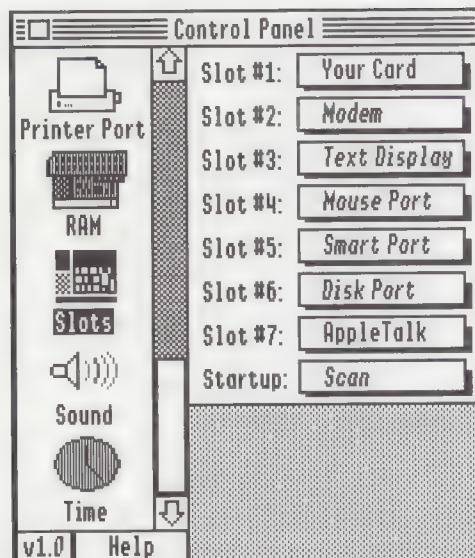 Control Panel
Printer Port
RAM
Slots
Sound
Time
v1.0 Help
Slot #1: Your Card
Slot #2: Modem
Slot #3: Text Display
Slot #4: Mouse Port
Slot #5: Smart Port
Slot #6: Disk Port
Slot #7: AppleTalk
Startup: Scan